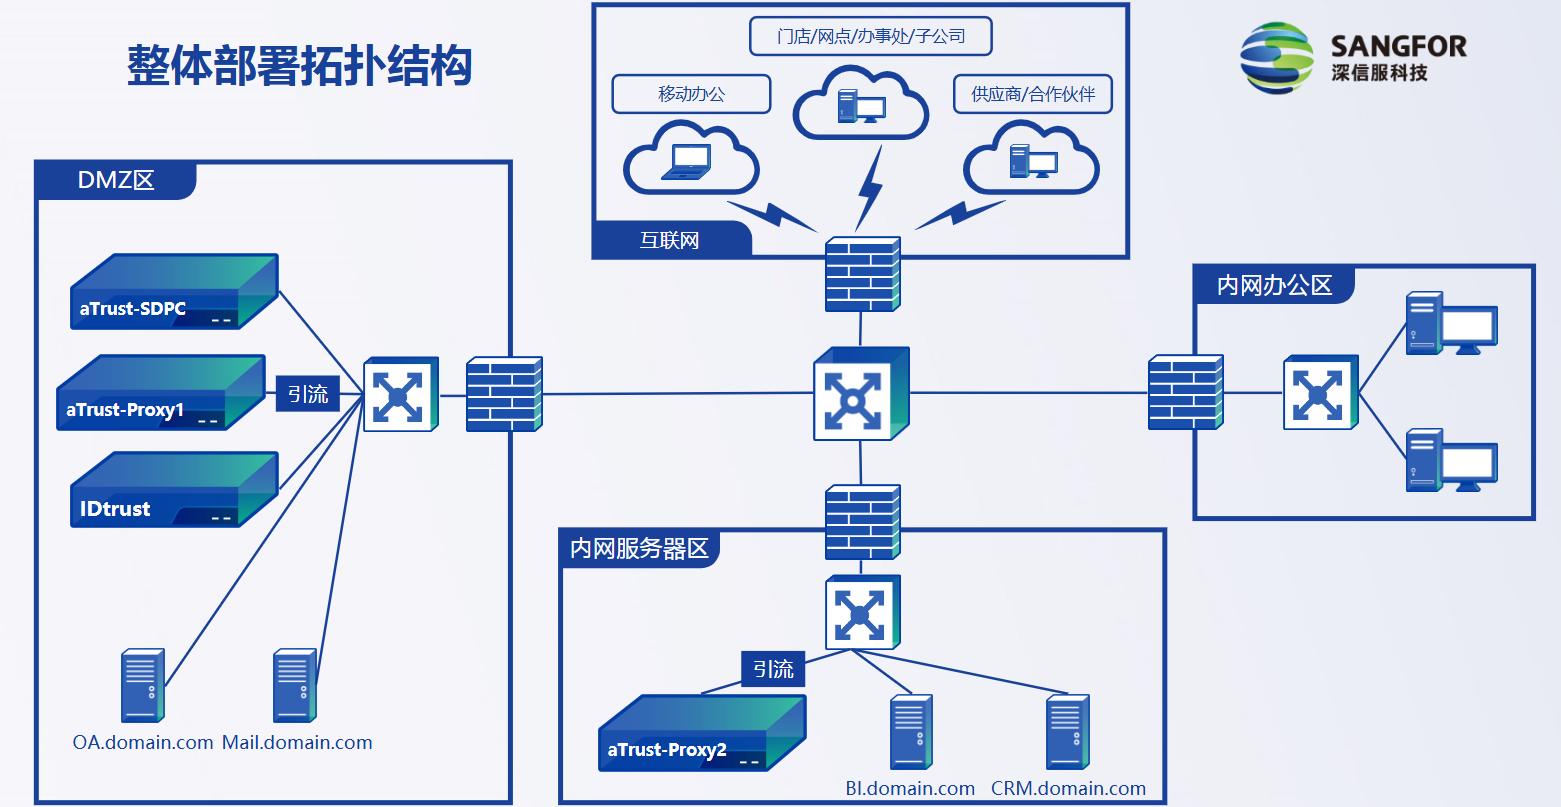 整体部署拓扑结构
SANGFOR
深信服科技
门店/网点/办事处/子公司
移动办公
供应商/合作伙伴
互联网
DMZ区
aTrust-SDPC
aTrust-Proxy1
引流
IDtrust
OA.domain.com
Mail.domain.com
内网办公区
内网服务器区
引流
aTrust-Proxy2
BI.domain.com
CRM.domain.com